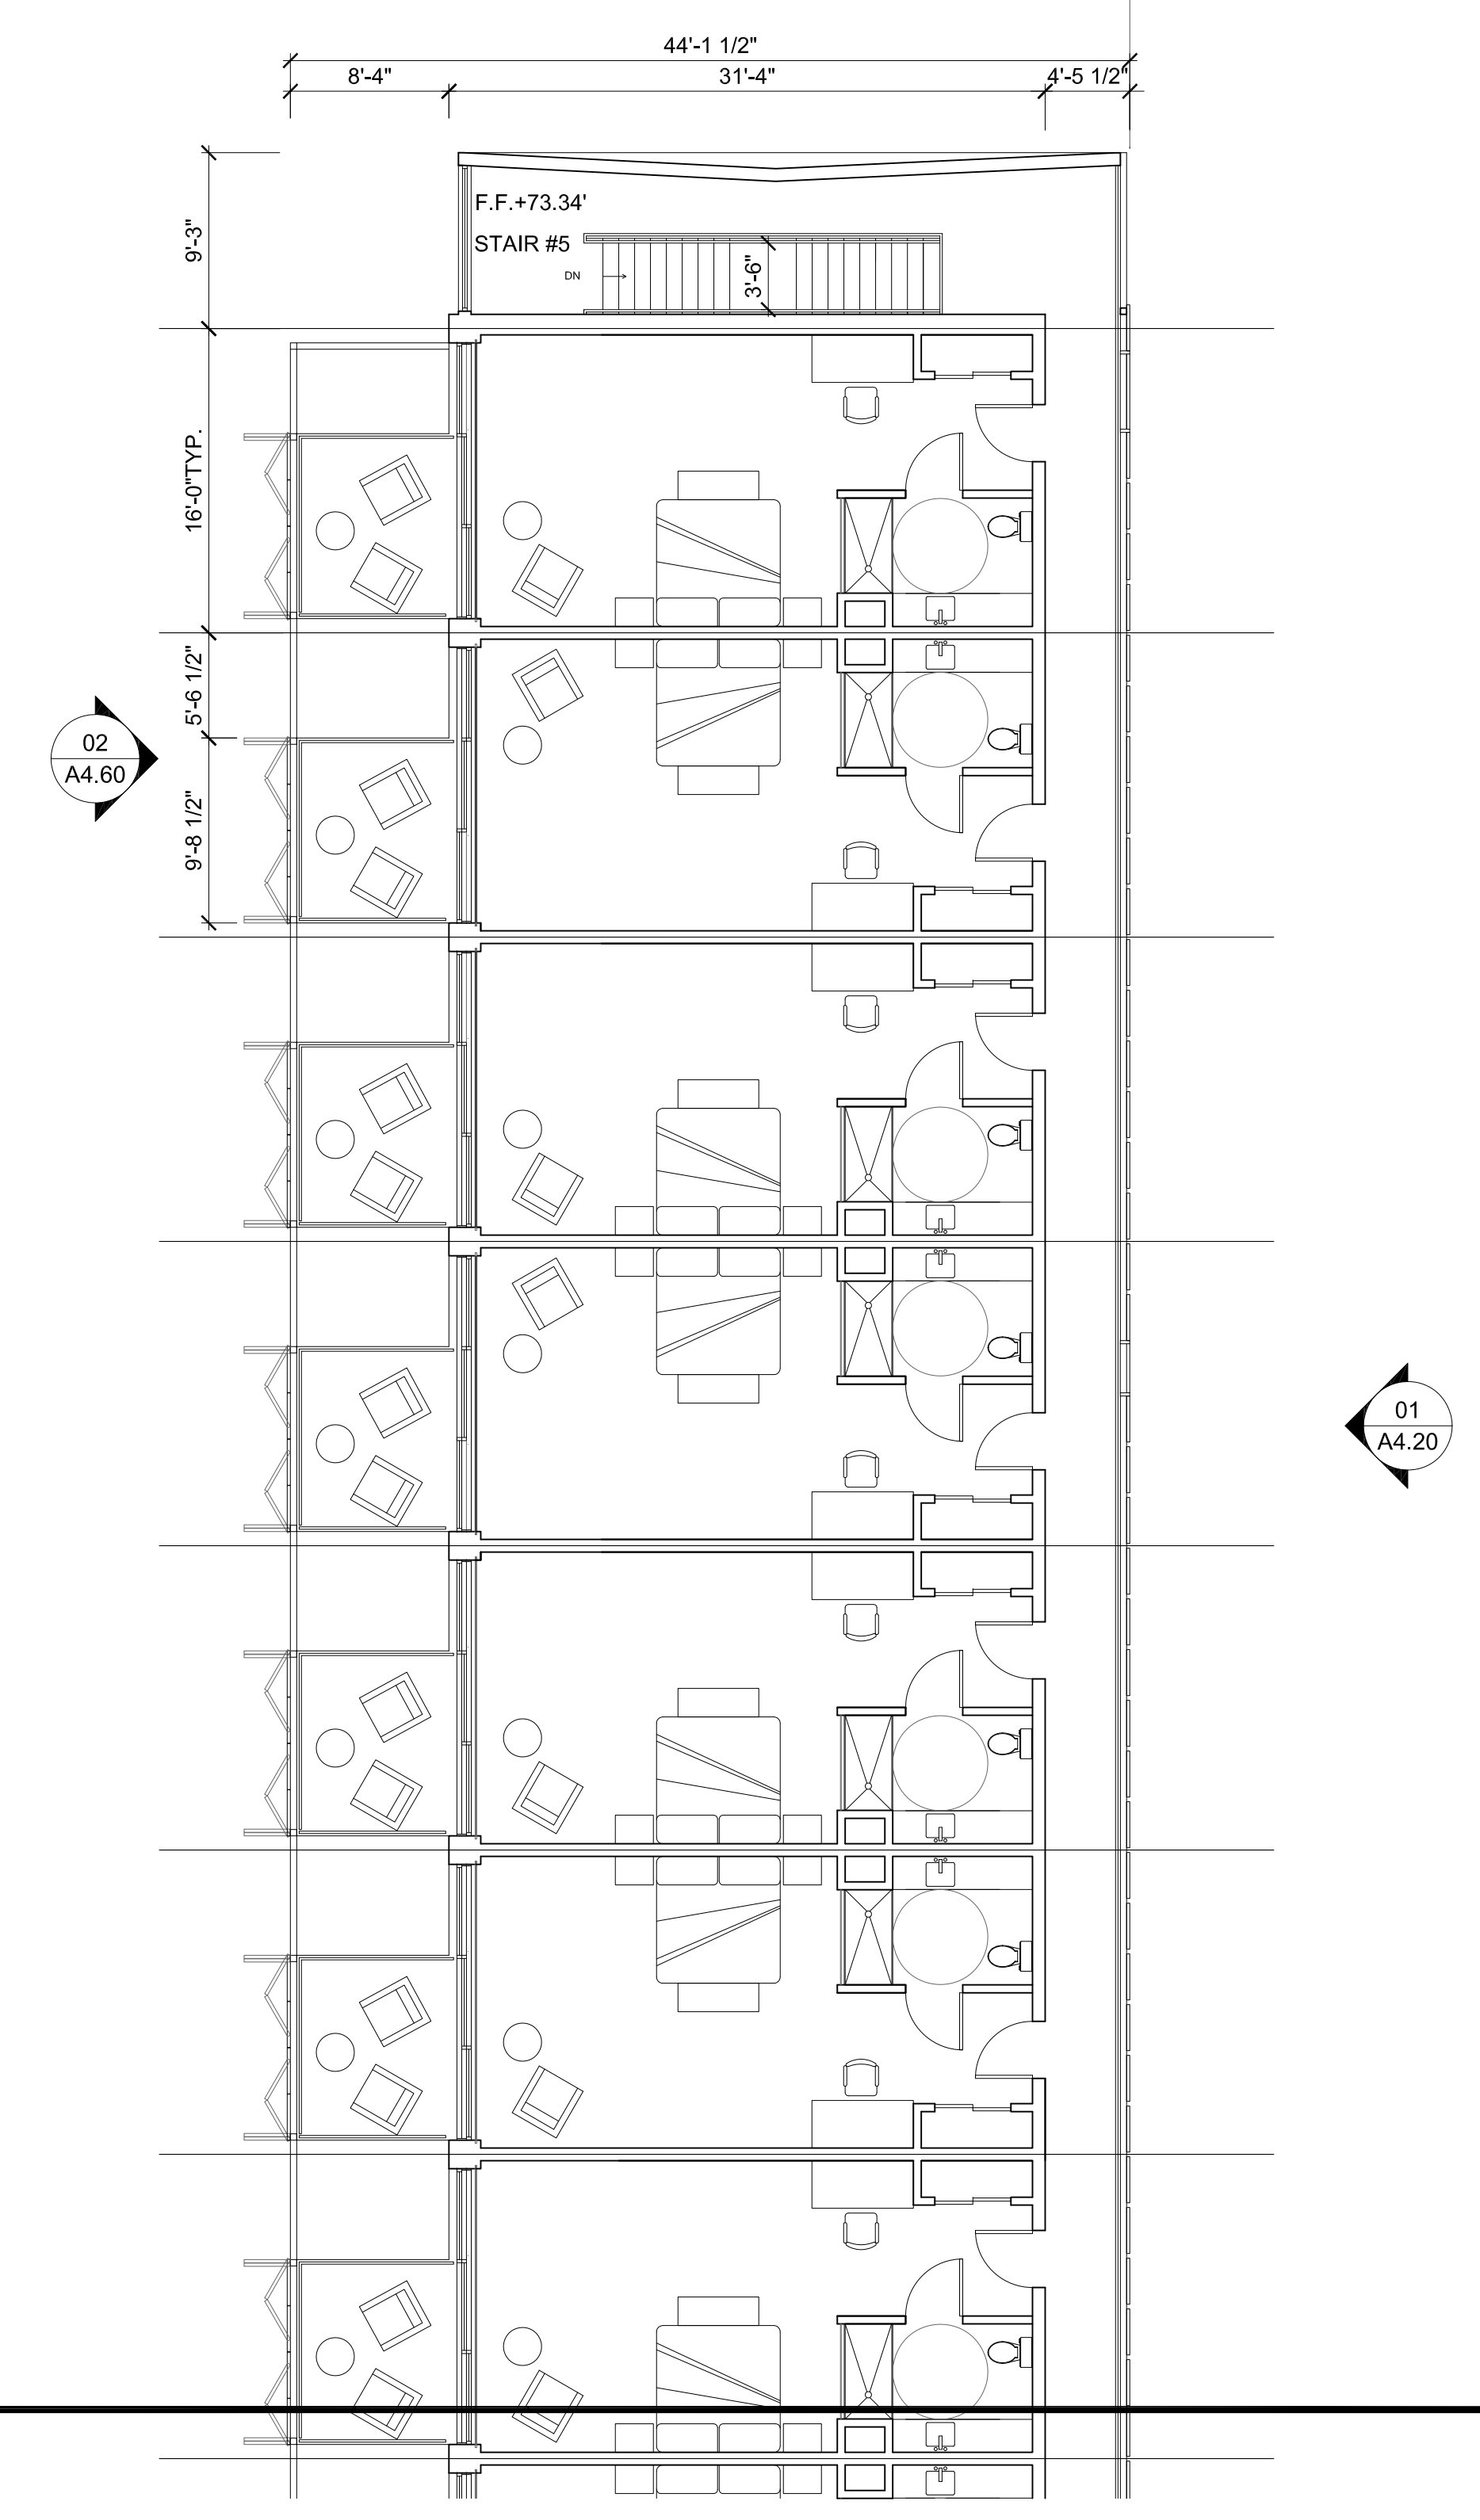 44'-1 1/2"
8'-4"
31'-4"
4'-5 1/2"
9'-3"
F.F.+73.34'
STAIR #5
DN
3'-6"
16'-0"TYP.
5'-6 1/2"
02
A4.60
9'-8 1/2"
01
A4.20